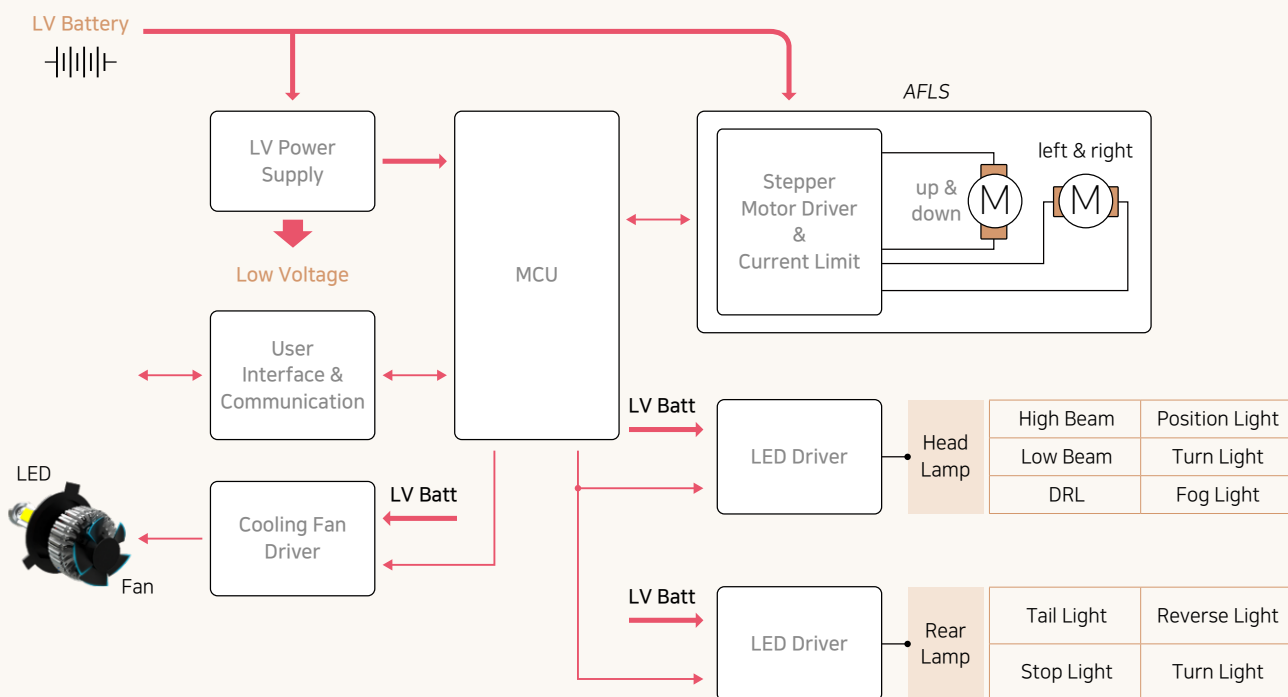 LV Battery
AFLS
LV Power
Supply
Low Voltage
MCU
Stepper
Motor Driver
&
Current Limit
up &
down
M
left & right
M
User
Interface &
Communication
LED
Fan
Cooling Fan
Driver
LV Batt
LV Batt
LED Driver
Head
Lamp
High Beam
Position Light
Low Beam
Turn Light
DRL
Fog Light
LV Batt
LED Driver
Rear
Lamp
Tail Light
Reverse Light
Stop Light
Turn Light